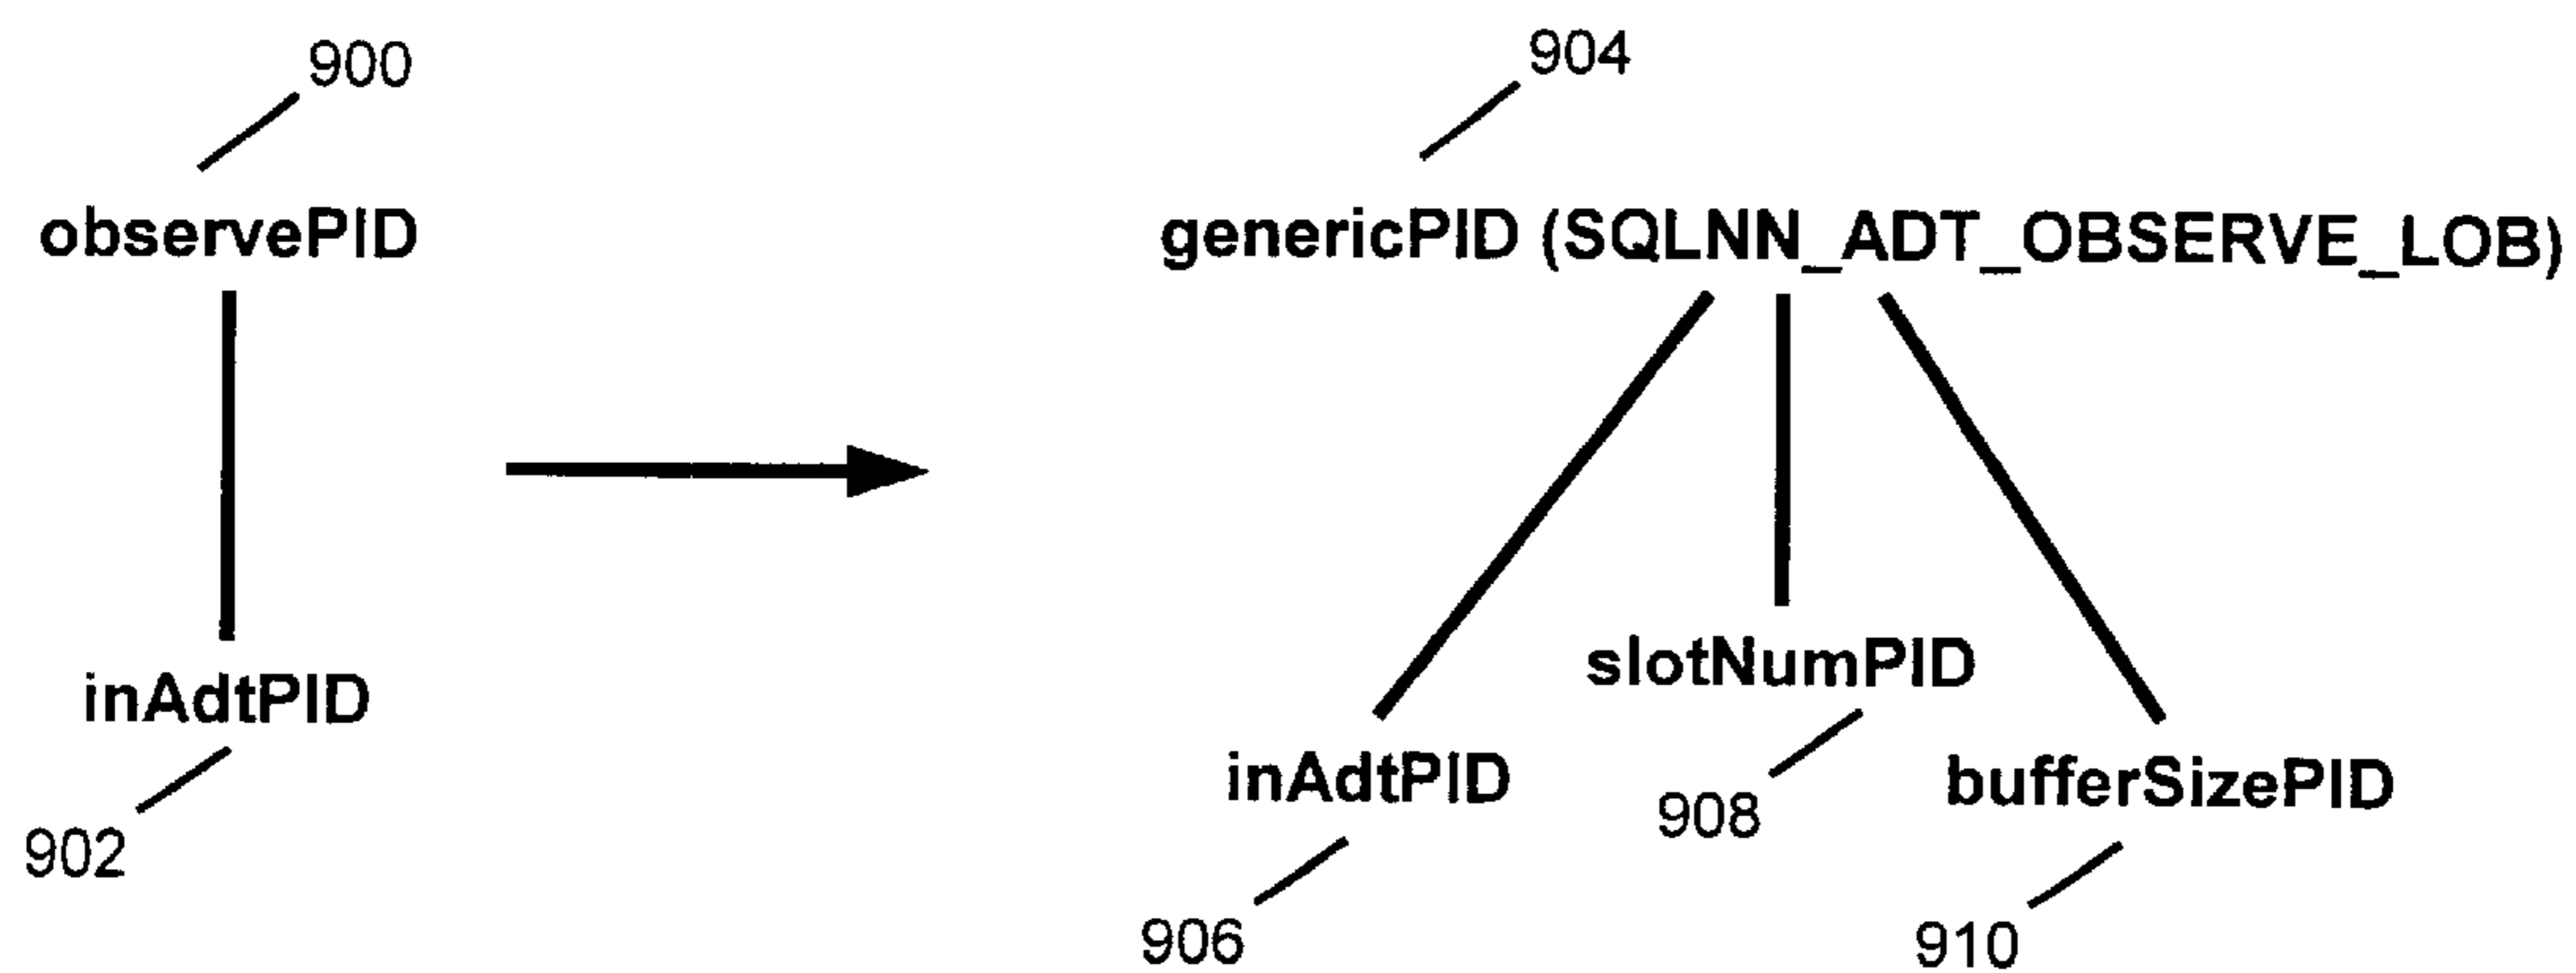 900
904
observePID
genericPID (SQLNN_ADT_OBSERVE_LOB)
slotNumPID
inAdtPID
inAdtPID
bufferSizePID
908
902
906
910